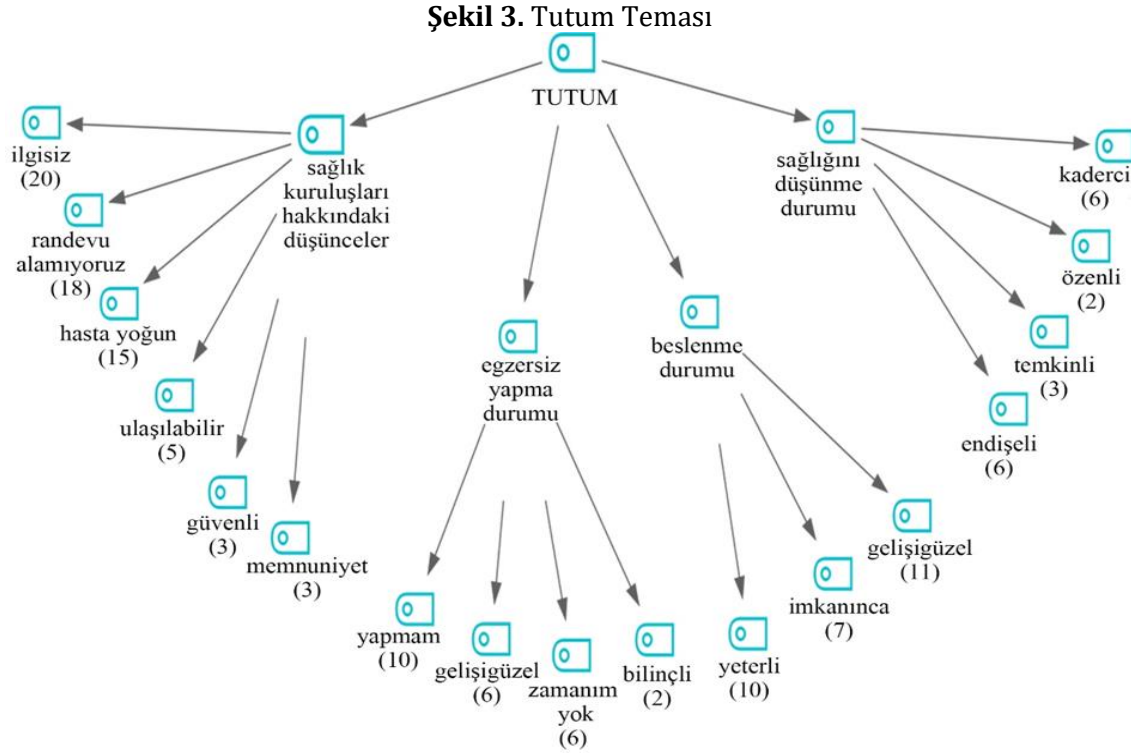 Şekil 3. Tutum Teması
TUTUM
sağlık
kuruluşları
hakkındaki
düşünceler
ilgisiz
(20)
randevu
alamıyoruz
(18)
hasta yoğun
(15)
ulaşılabilir
(5)
güvenli
(3)
memnuniyet
(3)
egzersiz
yapma
durumu
yapmam
(10)
gelişigüzel
(6)
zamanım
yok
(6)
bilinçli
(2)
beslenme
durumu
yeterli
(10)
imkanınca
(7)
gelişigüzel
(11)
sağlığını
düşünme
durumu
kaderci
(6)
özenli
(2)
temkinli
(3)
endişeli
(6)